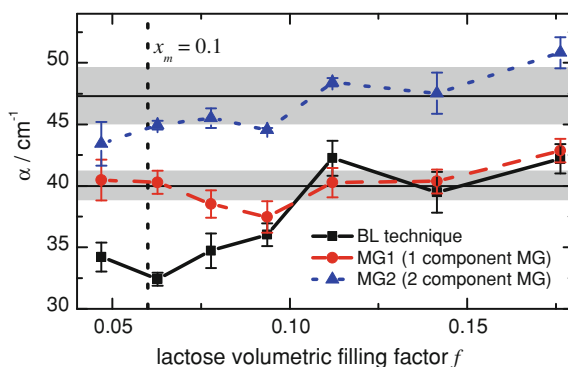 x_m = 0.1
50
45
40
35
30
α / cm⁻¹
BL technique
MG1 (1 component MG)
MG2 (2 component MG)
0.05
0.10
0.15
lactose volumetric filling factor f